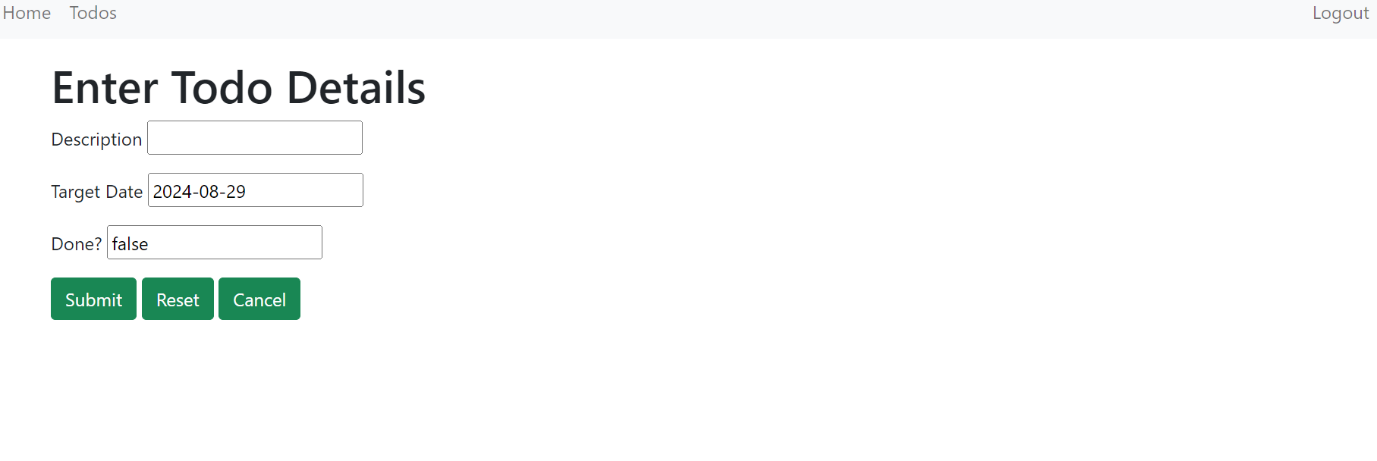 Home Todos Logout
Enter Todo Details
Description
Target Date 2024-08-29
Done? false
Submit Reset Cancel